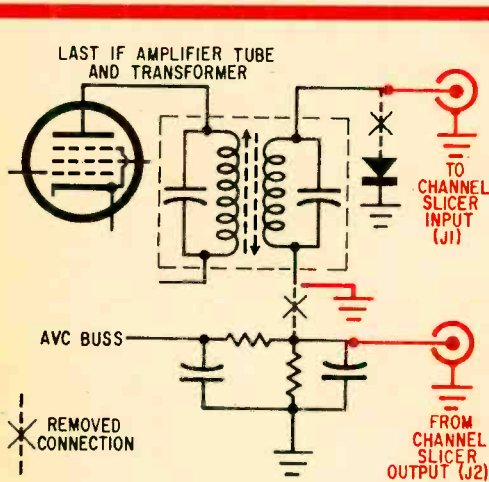 LAST IF AMPLIFIER TUBE
AND TRANSFORMER
TO
CHANNEL
SLICER
INPUT
(J1)
AVC BUSS
REMOVED
CONNECTION
FROM
CHANNEL
SLICER
OUTPUT (J2)